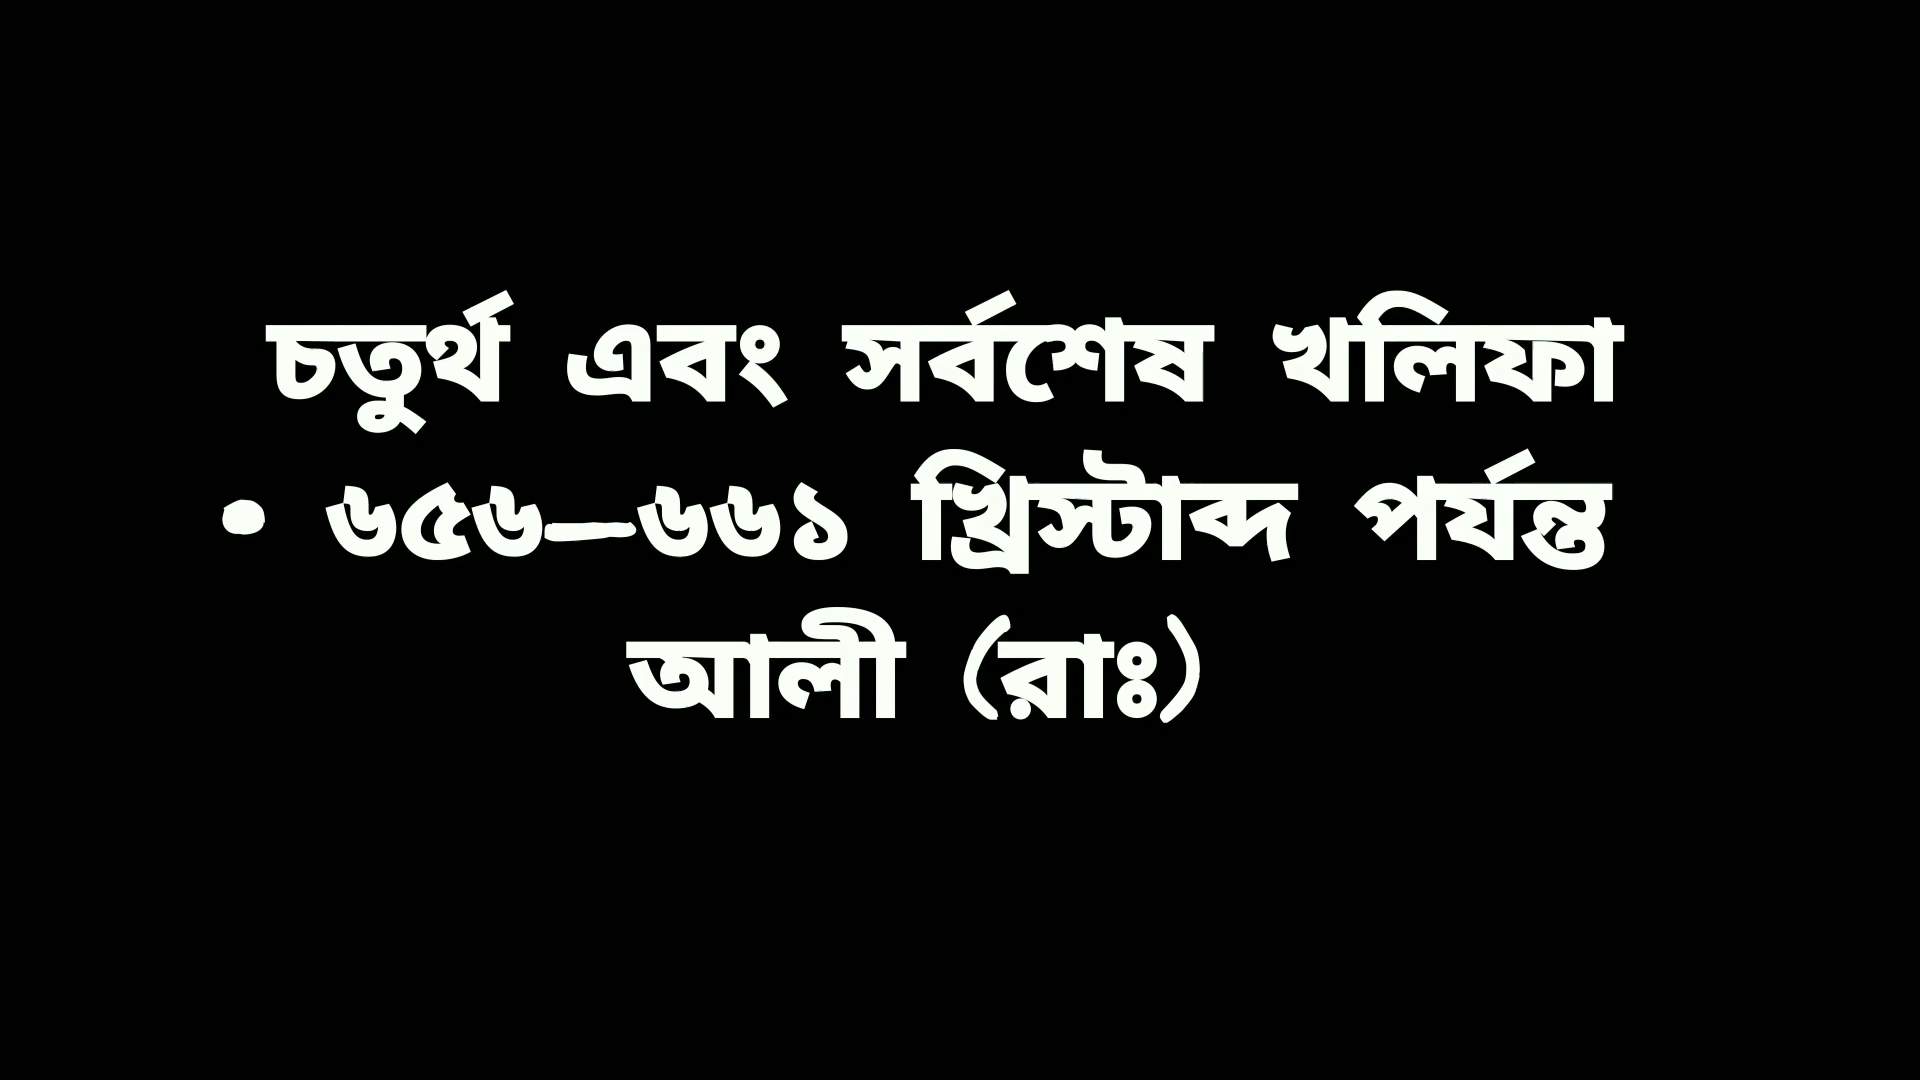 চতুর্থ এবং সর্বশেষ খলিফা
• ৬৫৬–৬৬১ খ্রিস্টাব্দ পর্যন্ত
আলী (রাঃ)